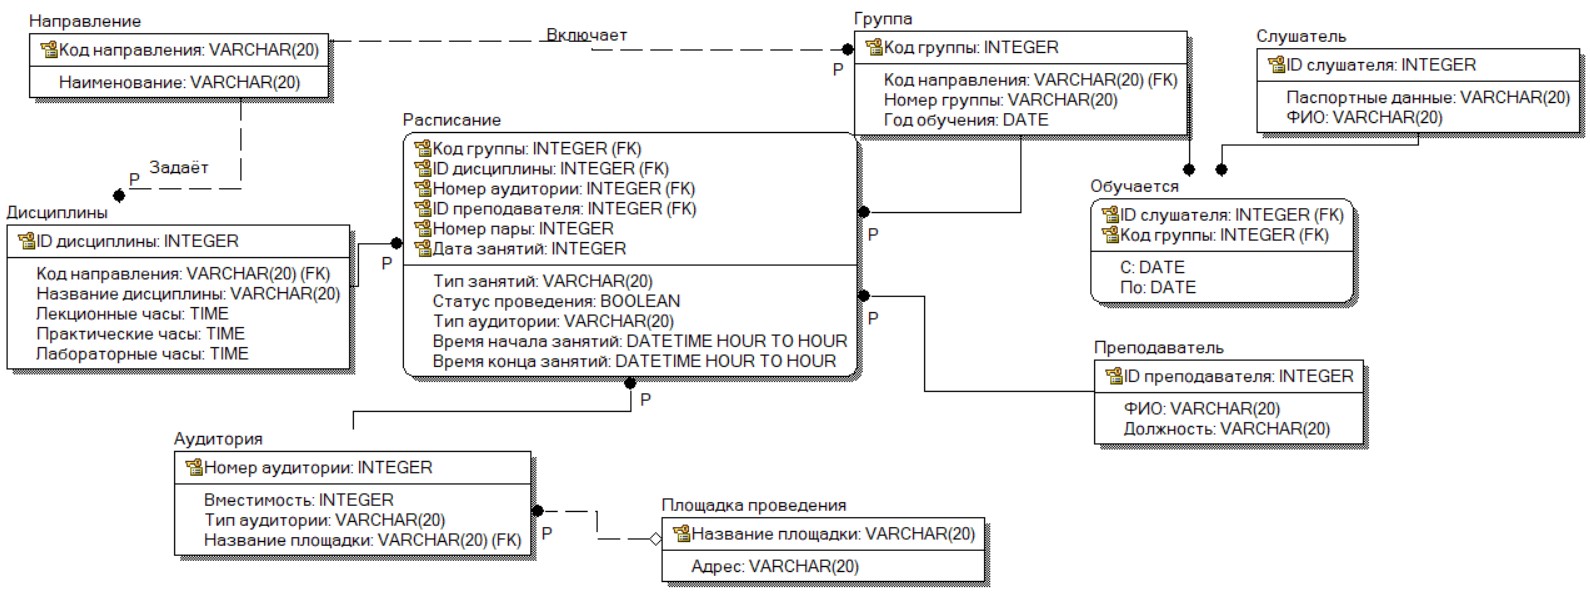 Направление
Код направления: VARCHAR(20)
Наименование: VARCHAR(20)
Включает
P
Группа
Код группы: INTEGER
Код направления: VARCHAR(20) (FK)
Номер группы: VARCHAR(20)
Год обучения: DATE
Слушатель
ID слушателя: INTEGER
Паспортные данные: VARCHAR(20)
ФИО: VARCHAR(20)
Задаёт
P
Расписание
Код группы: INTEGER (FK)
ID дисциплины: INTEGER (FK)
Номер аудитории: INTEGER (FK)
ID преподавателя: INTEGER (FK)
Номер пары: INTEGER
Дата занятий: INTEGER
Тип занятий: VARCHAR(20)
Статус проведения: BOOLEAN
Тип аудитории: VARCHAR(20)
Время начала занятий: DATETIME HOUR TO HOUR
Время конца занятий: DATETIME HOUR TO HOUR
P
P
P
P
Обучается
ID слушателя: INTEGER (FK)
Код группы: INTEGER (FK)
С: DATE
По: DATE
Дисциплины
ID дисциплины: INTEGER
Код направления: VARCHAR(20) (FK)
Название дисциплины: VARCHAR(20)
Лекционные часы: TIME
Практические часы: TIME
Лабораторные часы: TIME
Преподаватель
ID преподавателя: INTEGER
ФИО: VARCHAR(20)
Должность: VARCHAR(20)
Аудитория
Номер аудитории: INTEGER
Вместимость: INTEGER
Тип аудитории: VARCHAR(20)
Название площадки: VARCHAR(20) (FK)
P
Площадка проведения
Название площадки: VARCHAR(20)
Адрес: VARCHAR(20)